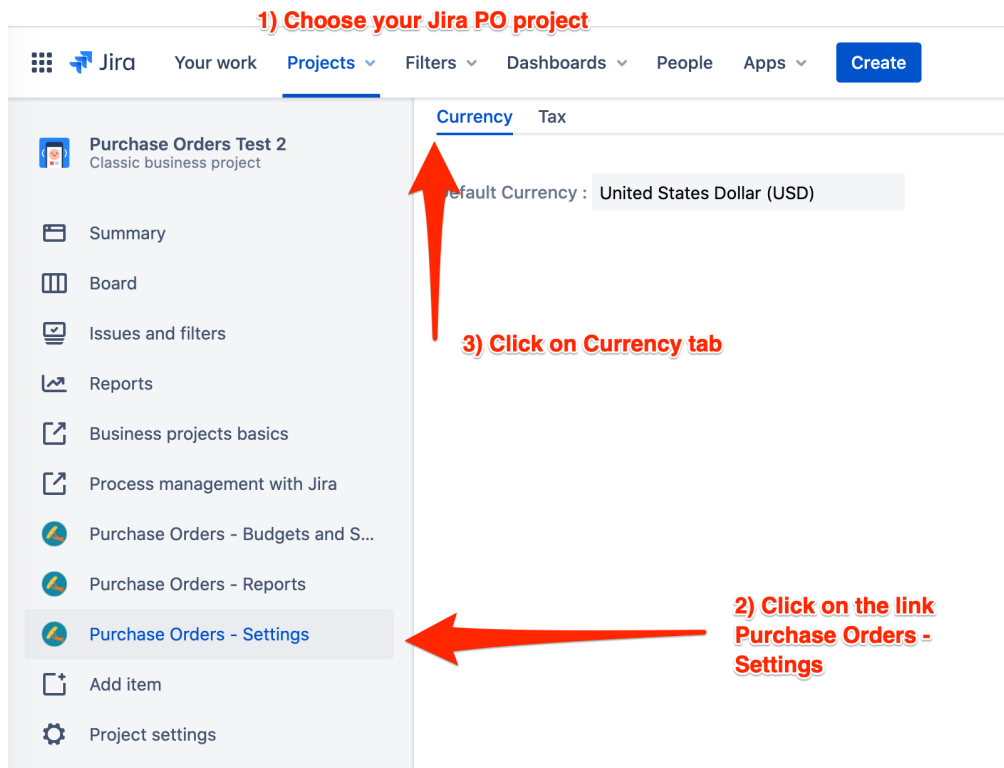 1) Choose your Jira PO project
Jira Your work Projects Filters Dashboards People Apps Create
Currency Tax
Purchase Orders Test 2
Classic business project
efault Currency : United States Dollar (USD)
Summary
Board
Issues and filters
3) Click on Currency tab
Reports
Business projects basics
Process management with Jira
Purchase Orders - Budgets and S...
Purchase Orders - Reports
Purchase Orders - Settings
2) Click on the link
Purchase Orders -
Settings
Add item
Project settings